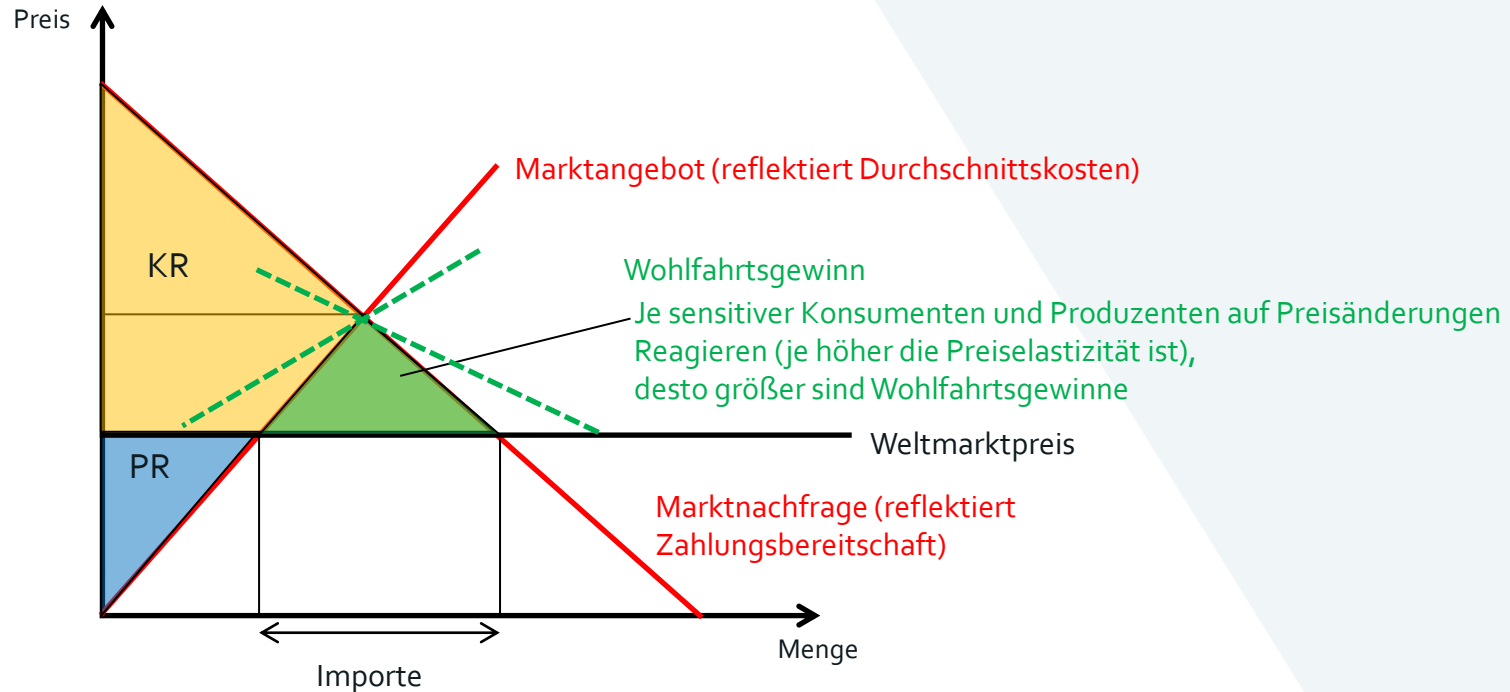 Preis
Marktangebot (reflektiert Durchschnittskosten)
KR
Wohlfahrtsgewinn
Je sensitiver Konsumenten und Produzenten auf Preisänderungen
Reagieren (je höher die Preiselastizität ist),
desto größer sind Wohlfahrtsgewinne
Weltmarktpreis
PR
Marktnachfrage (reflektiert
Zahlungsbereitschaft)
Menge
Importe